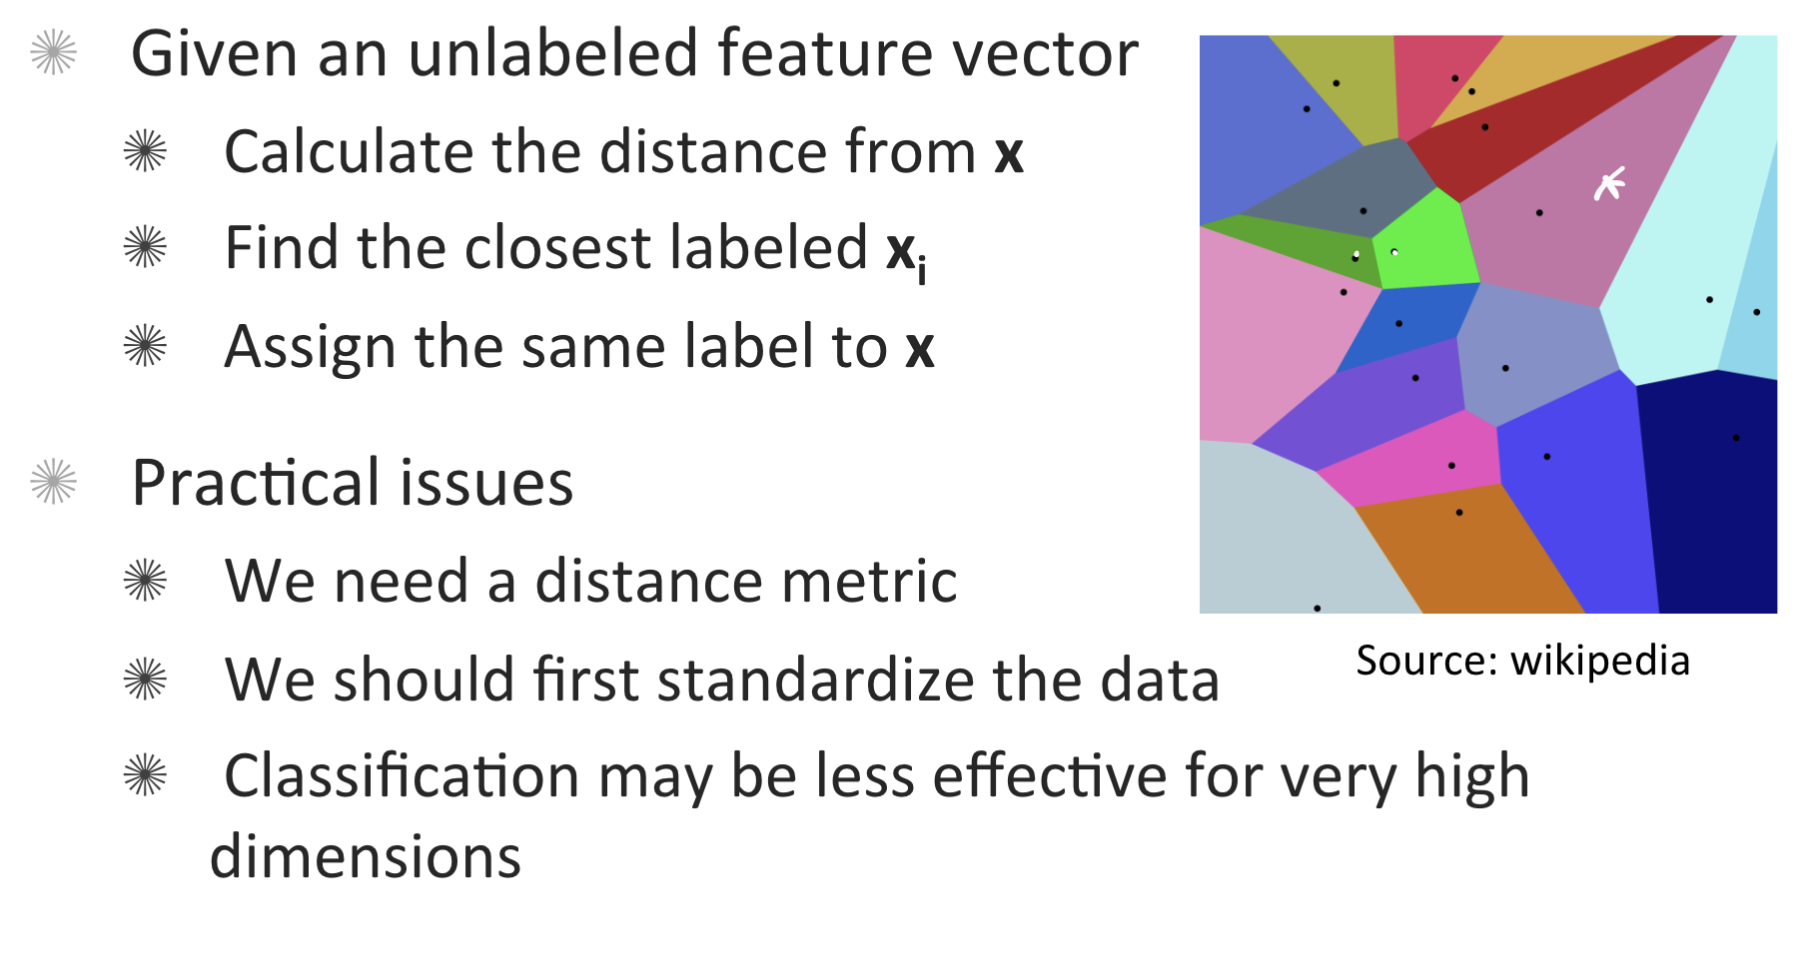 Given an unlabeled feature vector
Calculate the distance from x
Find the closest labeled xi
Assign the same label to x
Practical issues
We need a distance metric
We should first standardize the data
Classification may be less effective for very high
dimensions
Source: wikipedia